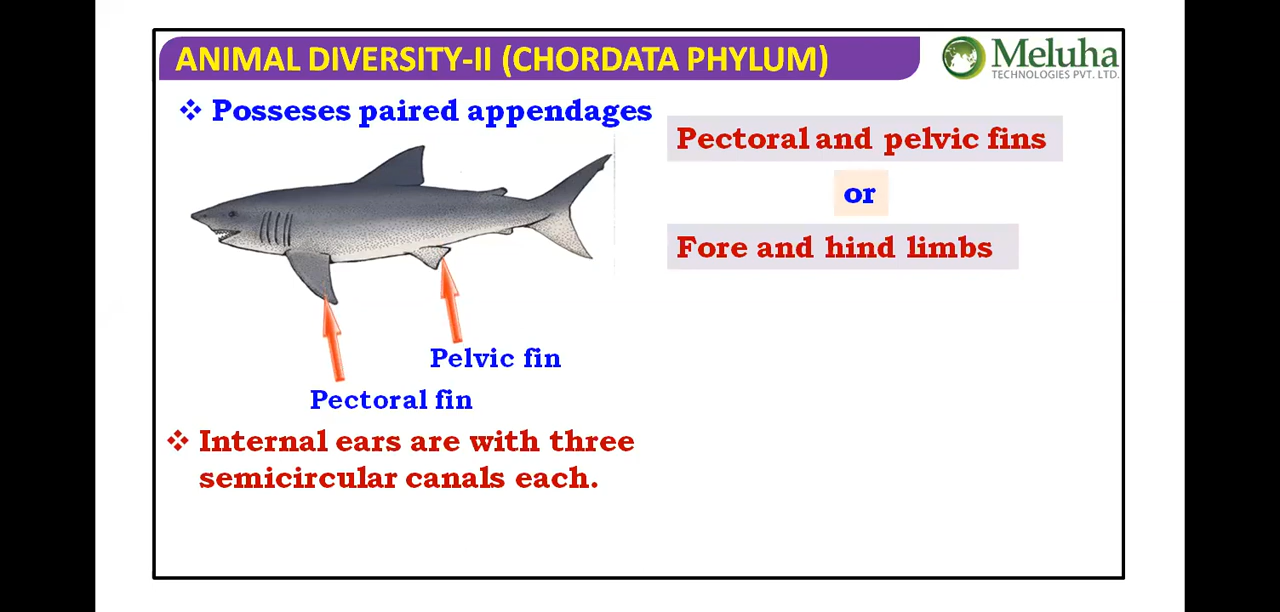 ANIMAL DIVERSITY-II (CHORDATA PHYLUM)
Meluha
TECHNOLOGIES PVT. LTD.
❖ Posseses paired appendages
Pectoral and pelvic fins
or
Fore and hind limbs
Pelvic fin
Pectoral fin
❖ Internal ears are with three
semicircular canals each.